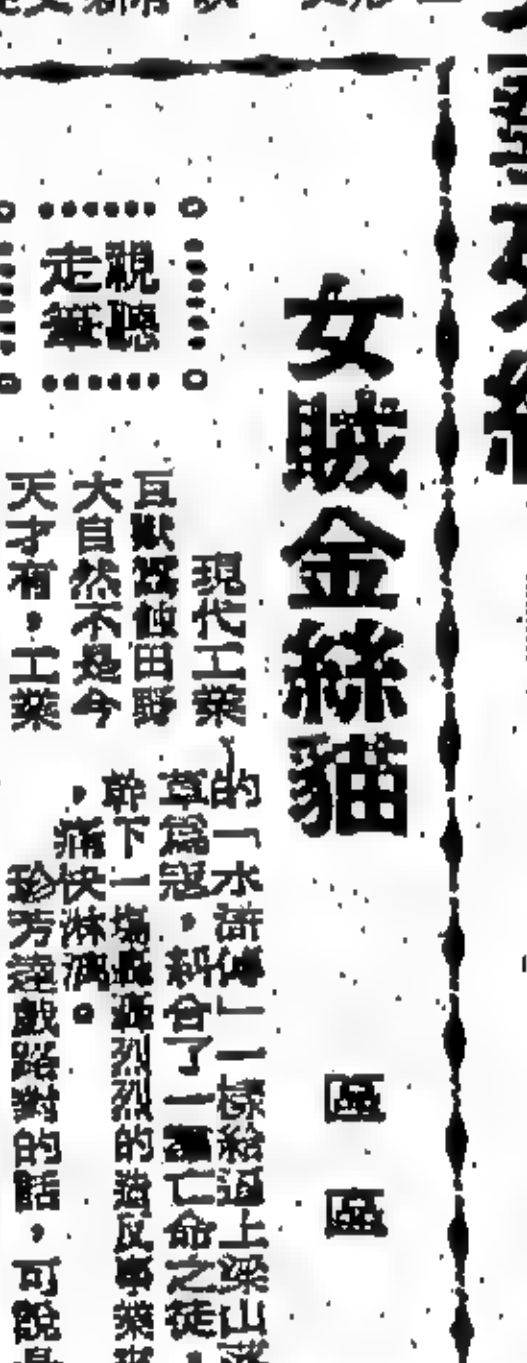 女賊金絲貓
區區
視聽
走筆
現代工業
巨獸 田野
大自然不是今
天才有,工業
的「水滸傳」一樣給逼上梁山落
草為寇,糾合了一 亡命之徒,
幹下一場轟轟烈烈的造反事業
,痛快淋漓。
珍芳達戲路對的話,可說是